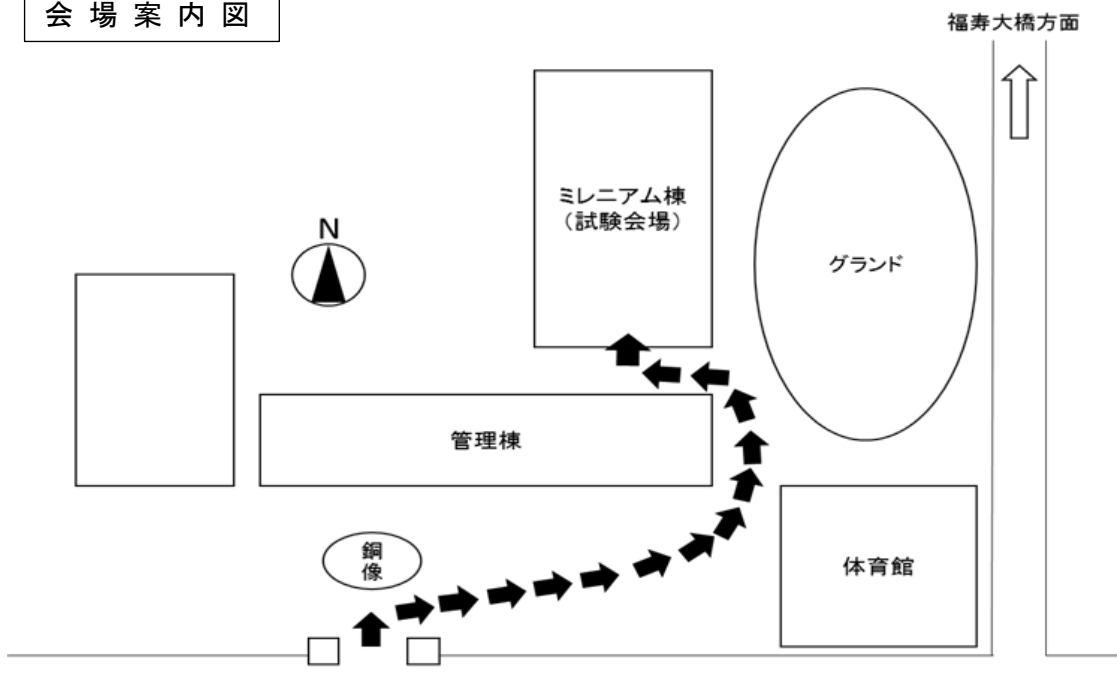 会場案内図
福寿大橋方面
ミレニアム棟
（試験会場）
グランド
N
管理棟
銅
像
体育館